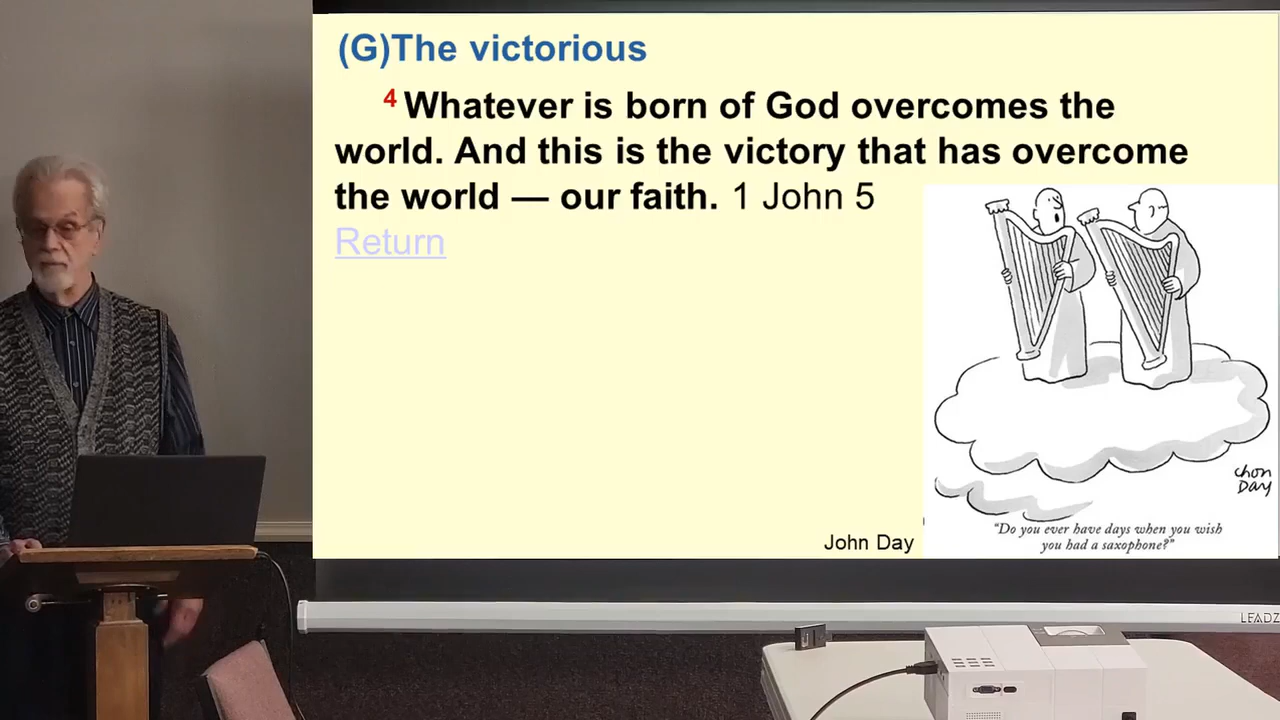 (G)The victorious
4 Whatever is born of God overcomes the
world. And this is the victory that has overcome
the world — our faith. 1 John 5
Return
chon
Day
"Do you ever have days when you wish
you had a saxophone?"
John Day
LEADZ